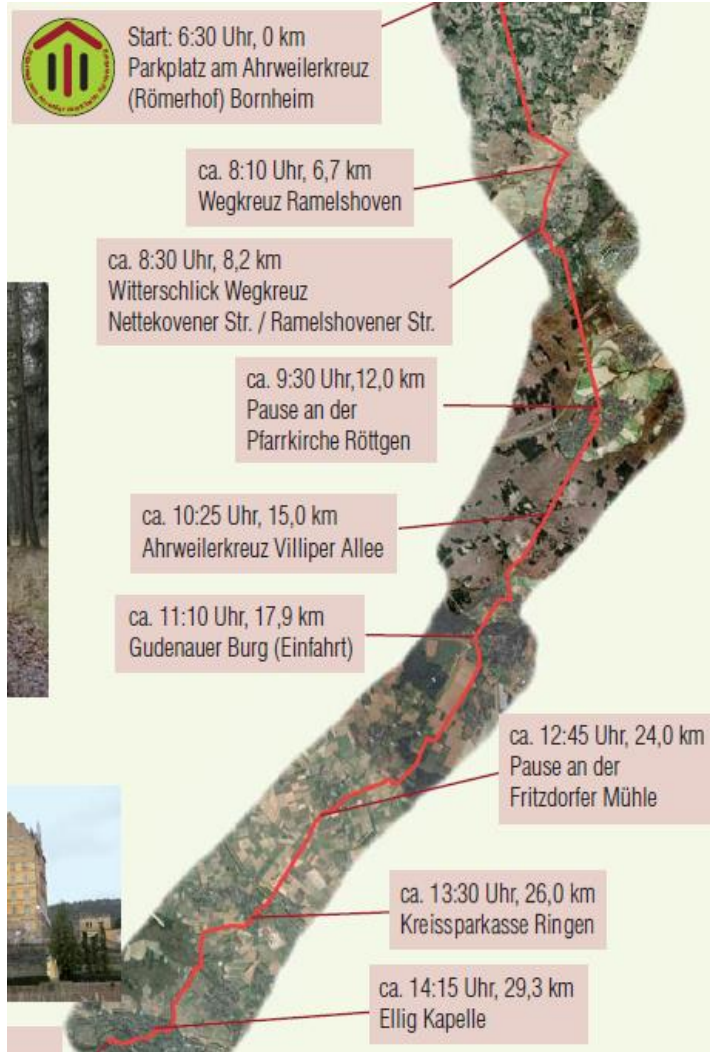 Start: 6:30 Uhr, 0 km
Parkplatz am Ahrweilerkreuz
(Römerhof) Bornheim
ca. 8:10 Uhr, 6,7 km
Wegkreuz Ramelshoven
ca. 8:30 Uhr, 8,2 km
Witterschlick Wegkreuz
Nettekovener Str. / Ramelshovener Str.
ca. 9:30 Uhr,12,0 km
Pause an der
Pfarrkirche Röttgen
ca. 10:25 Uhr, 15,0 km
Ahrweilerkreuz Villiper Allee
ca. 11:10 Uhr, 17,9 km
Gudenauer Burg (Einfahrt)
ca. 12:45 Uhr, 24,0 km
Pause an der
Fritzdorfer Mühle
ca. 13:30 Uhr, 26,0 km
Kreissparkasse Ringen
ca. 14:15 Uhr, 29,3 km
Ellig Kapelle